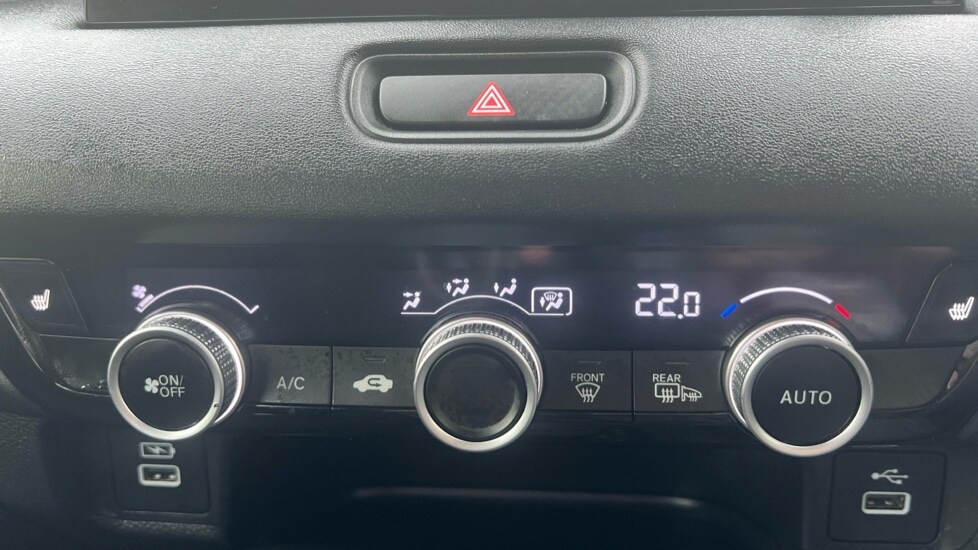 22.0
ON/
OFF
A/C
FRONT
REAR
AUTO